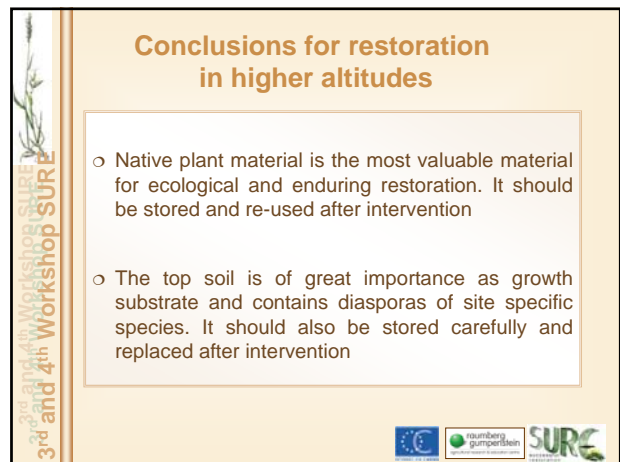 Conclusions for restoration
in higher altitudes
Native plant material is the most valuable material
for ecological and enduring restoration. It should
be stored and re-used after intervention
The top soil is of great importance as growth
substrate and contains diasporas of site specific
species. It should also be stored carefully and
replaced after intervention
3rd and 4th Workshop SURE
raumberg
gumpenstein
SURE